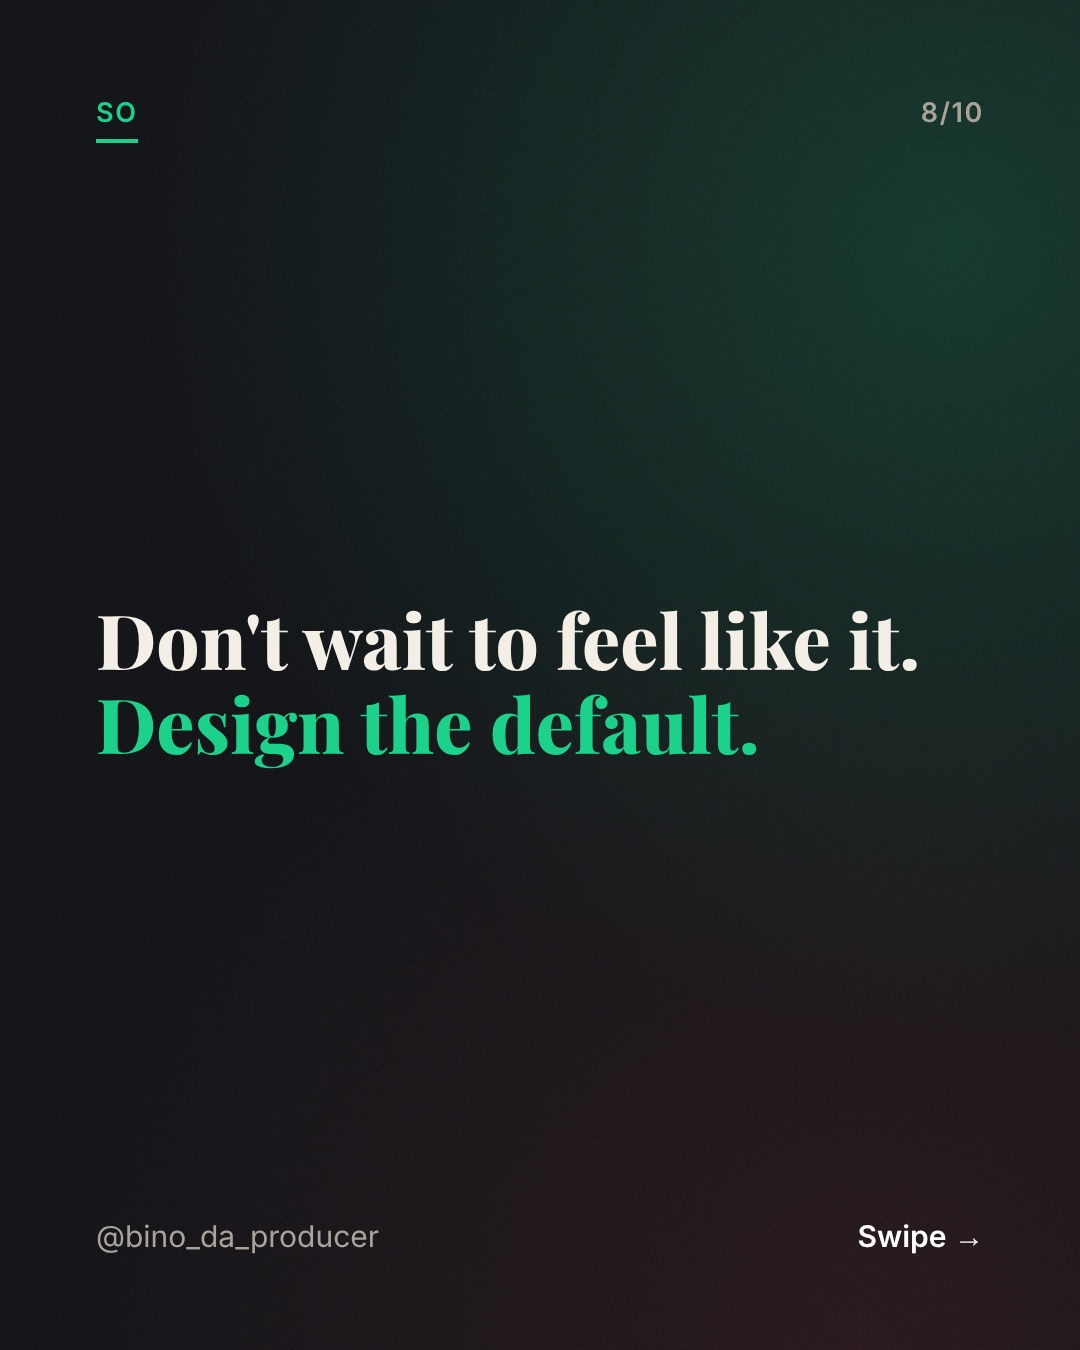 SO
8/10
Don't wait to feel like it.
Design the default.
@bino_da_producer
Swipe →